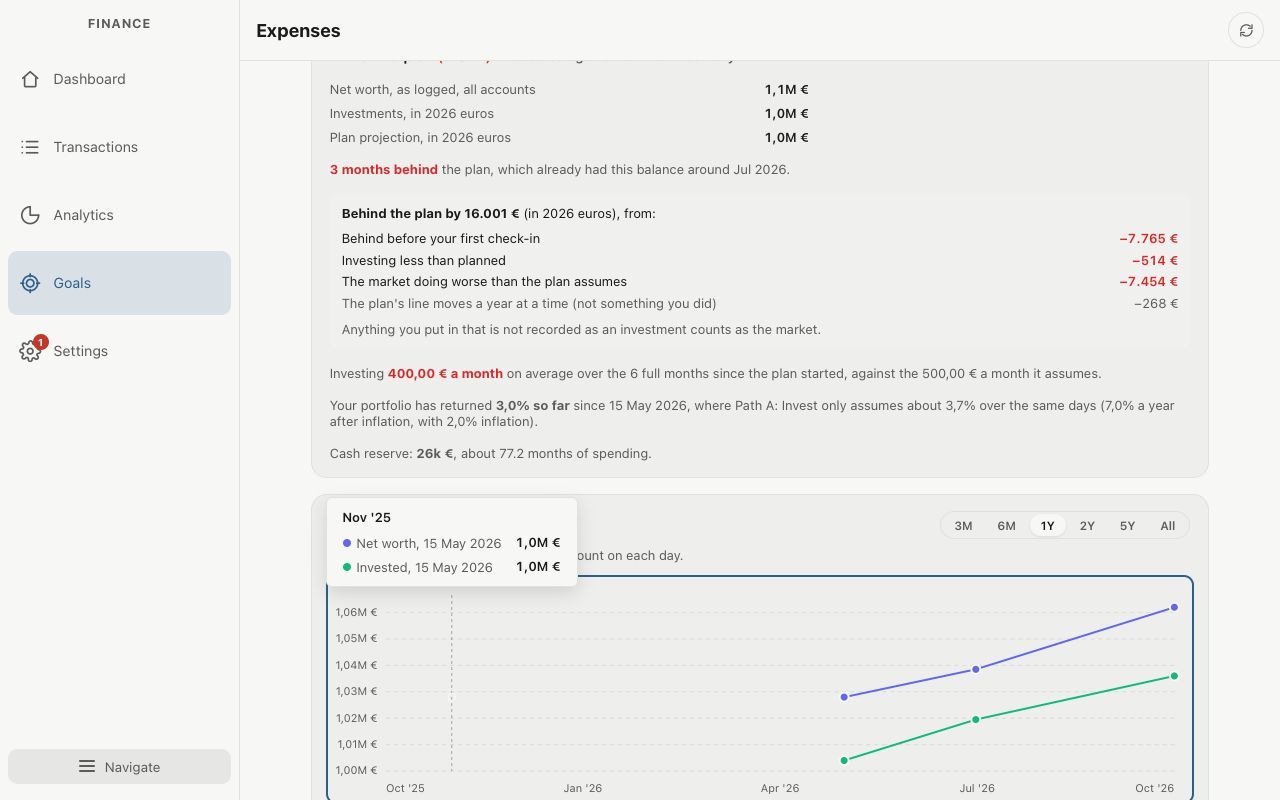 FINANCE
Expenses
Dashboard
Transactions
Analytics
Goals
1
Settings
Navigate
Net worth, as logged, all accounts 1,1M €
Investments, in 2026 euros 1,0M €
Plan projection, in 2026 euros 1,0M €
3 months behind the plan, which already had this balance around Jul 2026.
Behind the plan by 16.001 € (in 2026 euros), from:
Behind before your first check-in −7.765 €
Investing less than planned −514 €
The market doing worse than the plan assumes −7.454 €
The plan's line moves a year at a time (not something you did) −268 €
Anything you put in that is not recorded as an investment counts as the market.
Investing 400,00 € a month on average over the 6 full months since the plan started, against the 500,00 € a month it assumes.
Your portfolio has returned 3,0% so far since 15 May 2026, where Path A: Invest only assumes about 3,7% over the same days (7,0% a year
after inflation, with 2,0% inflation).
Cash reserve: 26k €, about 77.2 months of spending.
3M 6M 1Y 2Y 5Y All
Nov '25
Net worth, 15 May 2026 1,0M €
Invested, 15 May 2026 1,0M €
ount on each day.
1,06M €
1,05M €
1,04M €
1,03M €
1,02M €
1,01M €
1,00M €
Oct '25 Jan '26 Apr '26 Jul '26 Oct '26